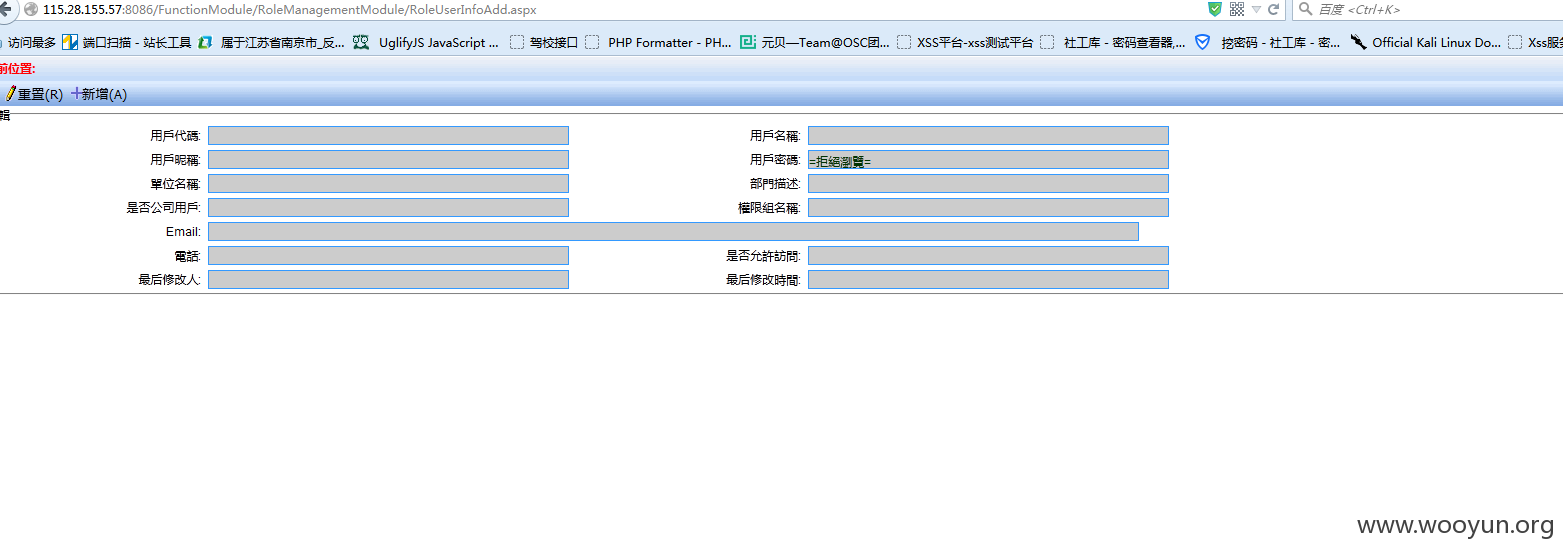 115.28.155.57:8086/FunctionModule/RoleManagementModule/RoleUserInfoAdd.aspx 百度 <Ctrl+K>
访问最多 端口扫描 - 站长工具 属于江苏省南京市_反... UglifyJS JavaScript ... 驾校接口 PHP Formatter - PH... 元贝—Team@OSC团... XSS平台-xss测试平台 社工库 - 密码查看器,... 挖密码 - 社工库 - 密... Official Kali Linux Do... Xss服务
前位置:
重置(R) 新增(A)
輯
用戶代碼: 用戶名稱:
用戶昵稱: 用戶密碼: =拒絕瀏覽=
單位名稱: 部門描述:
是否公司用戶: 權限組名稱:
Email:
電話: 是否允許訪問:
最后修改人: 最后修改時間:
www.wooyun.org